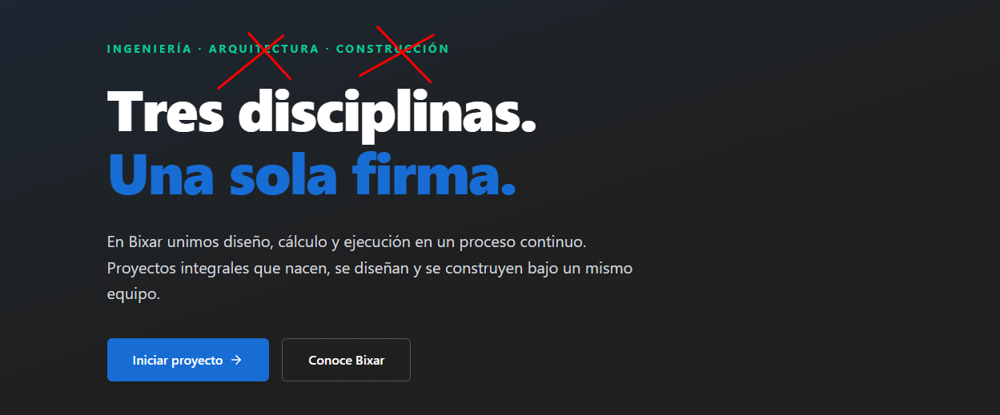 INGENIERÍA · ARQUITECTURA · CONSTRUCCIÓN
Tres disciplinas.
Una sola firma.
En Bixar unimos diseño, cálculo y ejecución en un proceso continuo.
Proyectos integrales que nacen, se diseñan y se construyen bajo un mismo
equipo.
Iniciar proyecto →
Conoce Bixar